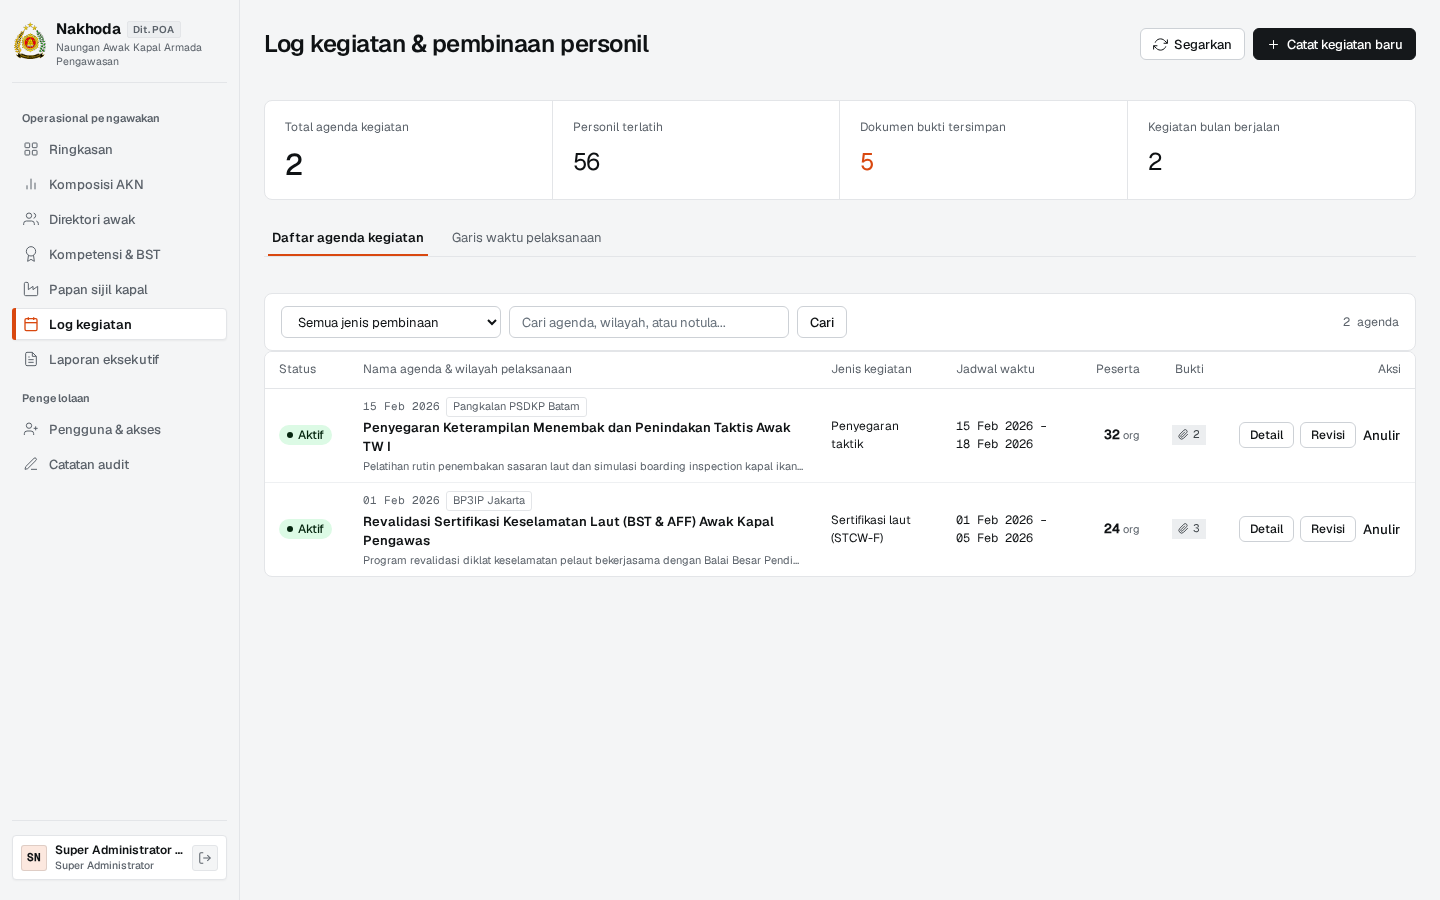 Nakhoda Dit. POA
Naungan Awak Kapal Armada
Pengawasan
Operasional pengawakan
Ringkasan
Komposisi AKN
Direktori awak
Kompetensi & BST
Papan sijil kapal
Log kegiatan
Laporan eksekutif
Pengelolaan
Pengguna & akses
Catatan audit
SN
Super Administrator ...
Super Administrator
Log kegiatan & pembinaan personil
Segarkan
Catat kegiatan baru
Total agenda kegiatan
2
Personil terlatih
56
Dokumen bukti tersimpan
5
Kegiatan bulan berjalan
2
Daftar agenda kegiatan
Garis waktu pelaksanaan
Semua jenis pembinaan
Cari agenda, wilayah, atau notula...
Cari
2 agenda
Status Nama agenda & wilayah pelaksanaan Jenis kegiatan Jadwal waktu Peserta Bukti Aksi
Aktif
15 Feb 2026 Pangkalan PSDKP Batam
Penyegaran Keterampilan Menembak dan Penindakan Taktis Awak
TW I
Pelatihan rutin penembakan sasaran laut dan simulasi boarding inspection kapal ikan...
Penyegaran
taktik
15 Feb 2026 –
18 Feb 2026
32 org
2
Detail Revisi Anulir
Aktif
01 Feb 2026 BP3IP Jakarta
Revalidasi Sertifikasi Keselamatan Laut (BST & AFF) Awak Kapal
Pengawas
Program revalidasi diklat keselamatan pelaut bekerjasama dengan Balai Besar Pendi...
Sertifikasi laut
(STCW-F)
01 Feb 2026 –
05 Feb 2026
24 org
3
Detail Revisi Anulir